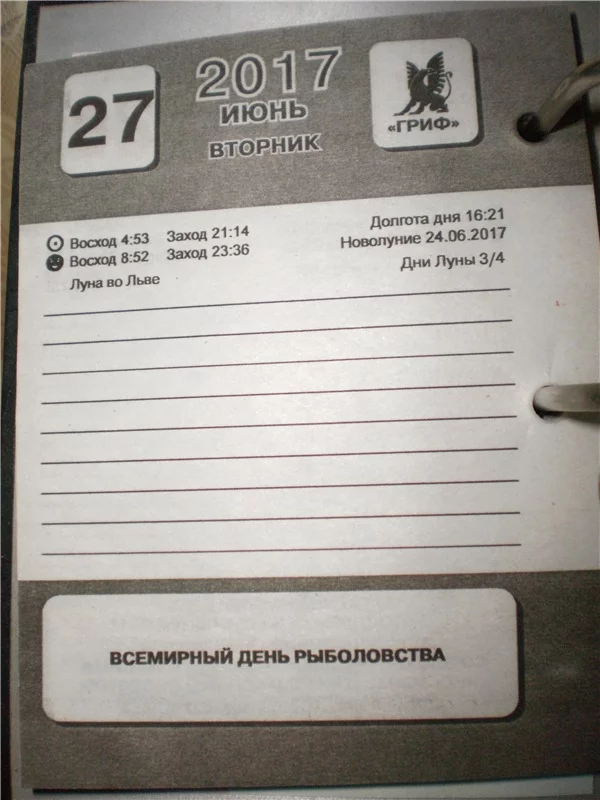 27
2017
ИЮНЬ
ВТОРНИК
«ГРИФ»
Восход 4:53 Заход 21:14
Восход 8:52 Заход 23:36
Луна во Льве
Долгота дня 16:21
Новолуние 24.06.2017
Дни Луны 3/4
ВСЕМИРНЫЙ ДЕНЬ РЫБОЛОВСТВА